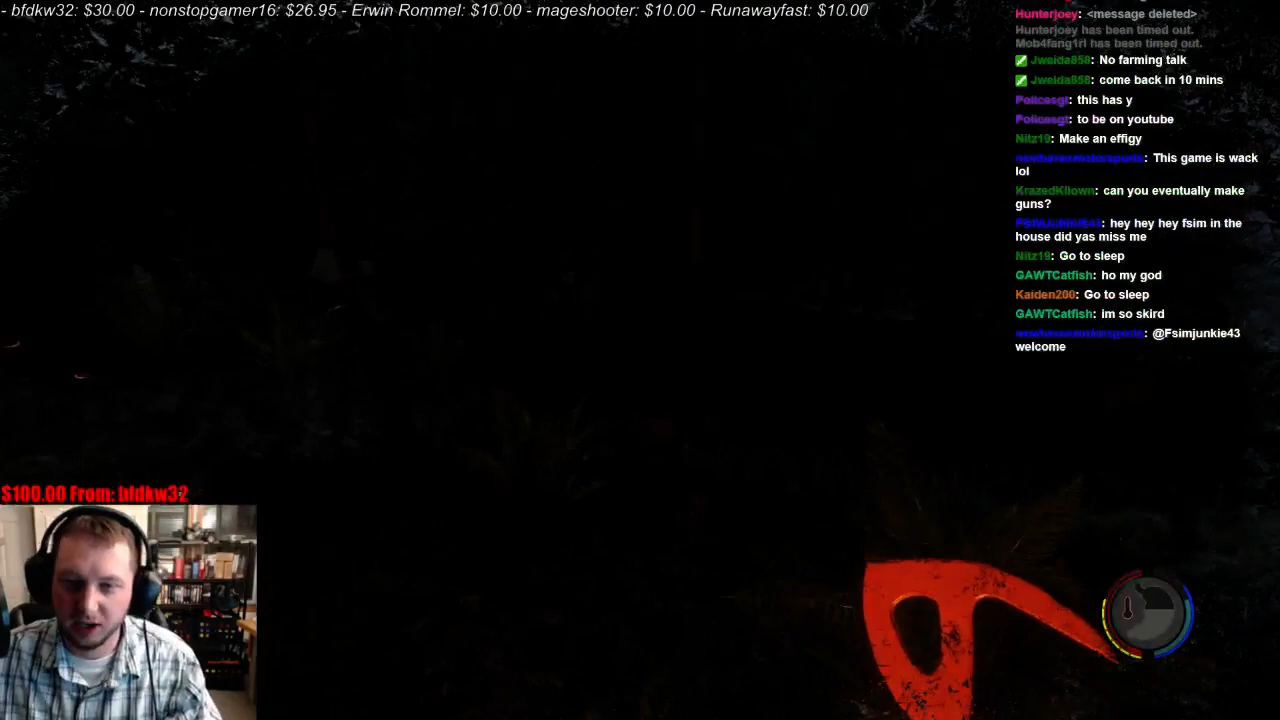 - bfdkw32: $30.00 - nonstopgamer16: $26.95 - Erwin Rommel: $10.00 - mageshooter: $10.00 - Runawayfast: $10.00
Hunterjoey: <message deleted>
Hunterjoey has been timed out.
Mob4fang1rl has been timed out.
Jweida858: No farming talk
Jweida858: come back in 10 mins
Policesgt: this has y
Policesgt: to be on youtube
Nitz19: Make an effigy
: This game is wack
lol
KrazedKllown: can you eventually make
guns?
: hey hey hey fsim in the
house did yas miss me
Nitz19: Go to sleep
GAWTCatfish: ho my god
Kaiden200: Go to sleep
GAWTCatfish: im so skird
: @Fsimjunkie43
welcome
$100.00 From: bfdkw32